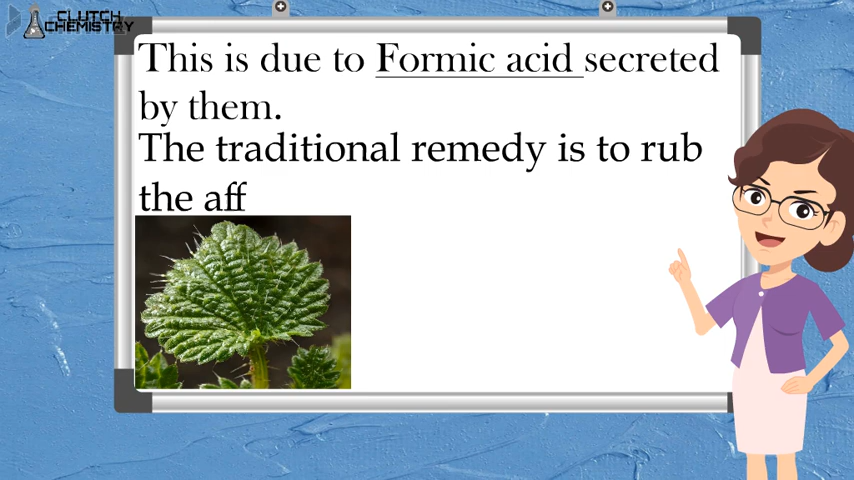 CLUTCH
CHEMISTRY
This is due to Formic acid secreted
by them.
The traditional remedy is to rub
the aff